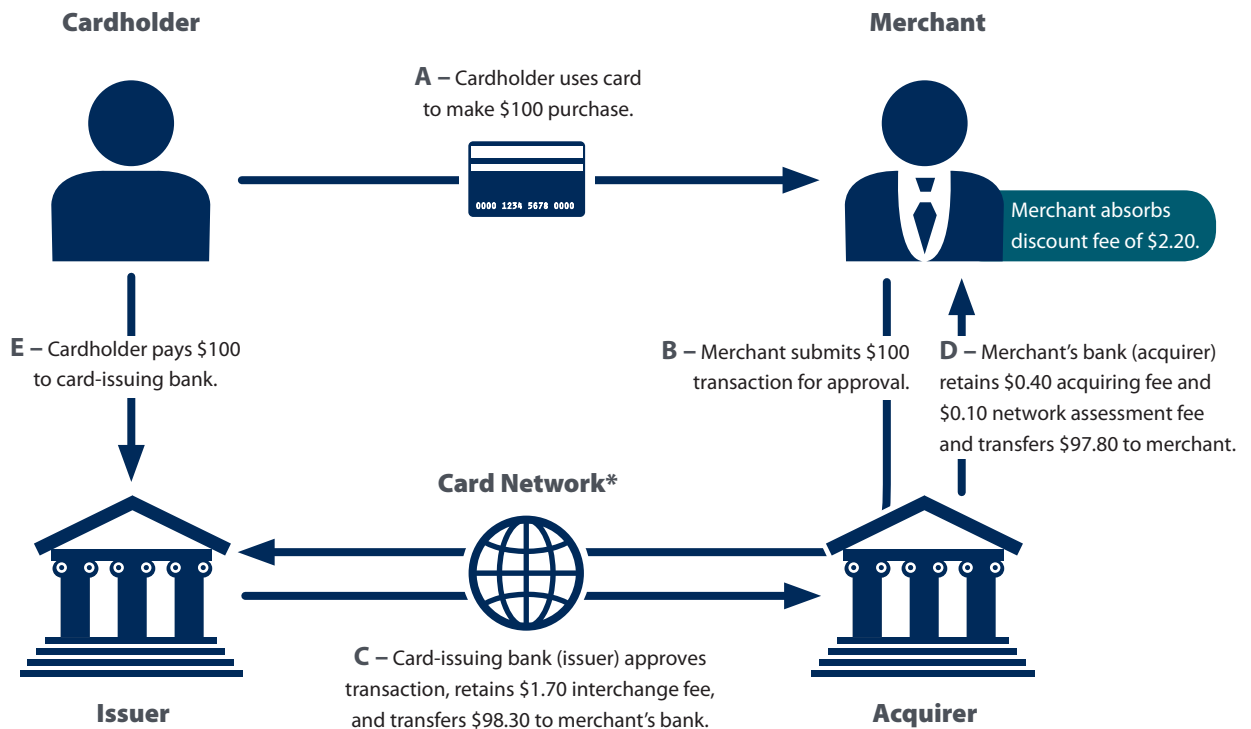 Cardholder
Merchant
A – Cardholder uses card
to make $100 purchase.
0000 1234 5678 0000
Merchant absorbs
discount fee of $2.20.
E – Cardholder pays $100
to card-issuing bank.
B – Merchant submits $100
transaction for approval.
D – Merchant’s bank (acquirer)
retains $0.40 acquiring fee and
$0.10 network assessment fee
and transfers $97.80 to merchant.
Card Network*
C – Card-issuing bank (issuer) approves
transaction, retains $1.70 interchange fee,
and transfers $98.30 to merchant’s bank.
Issuer
Acquirer